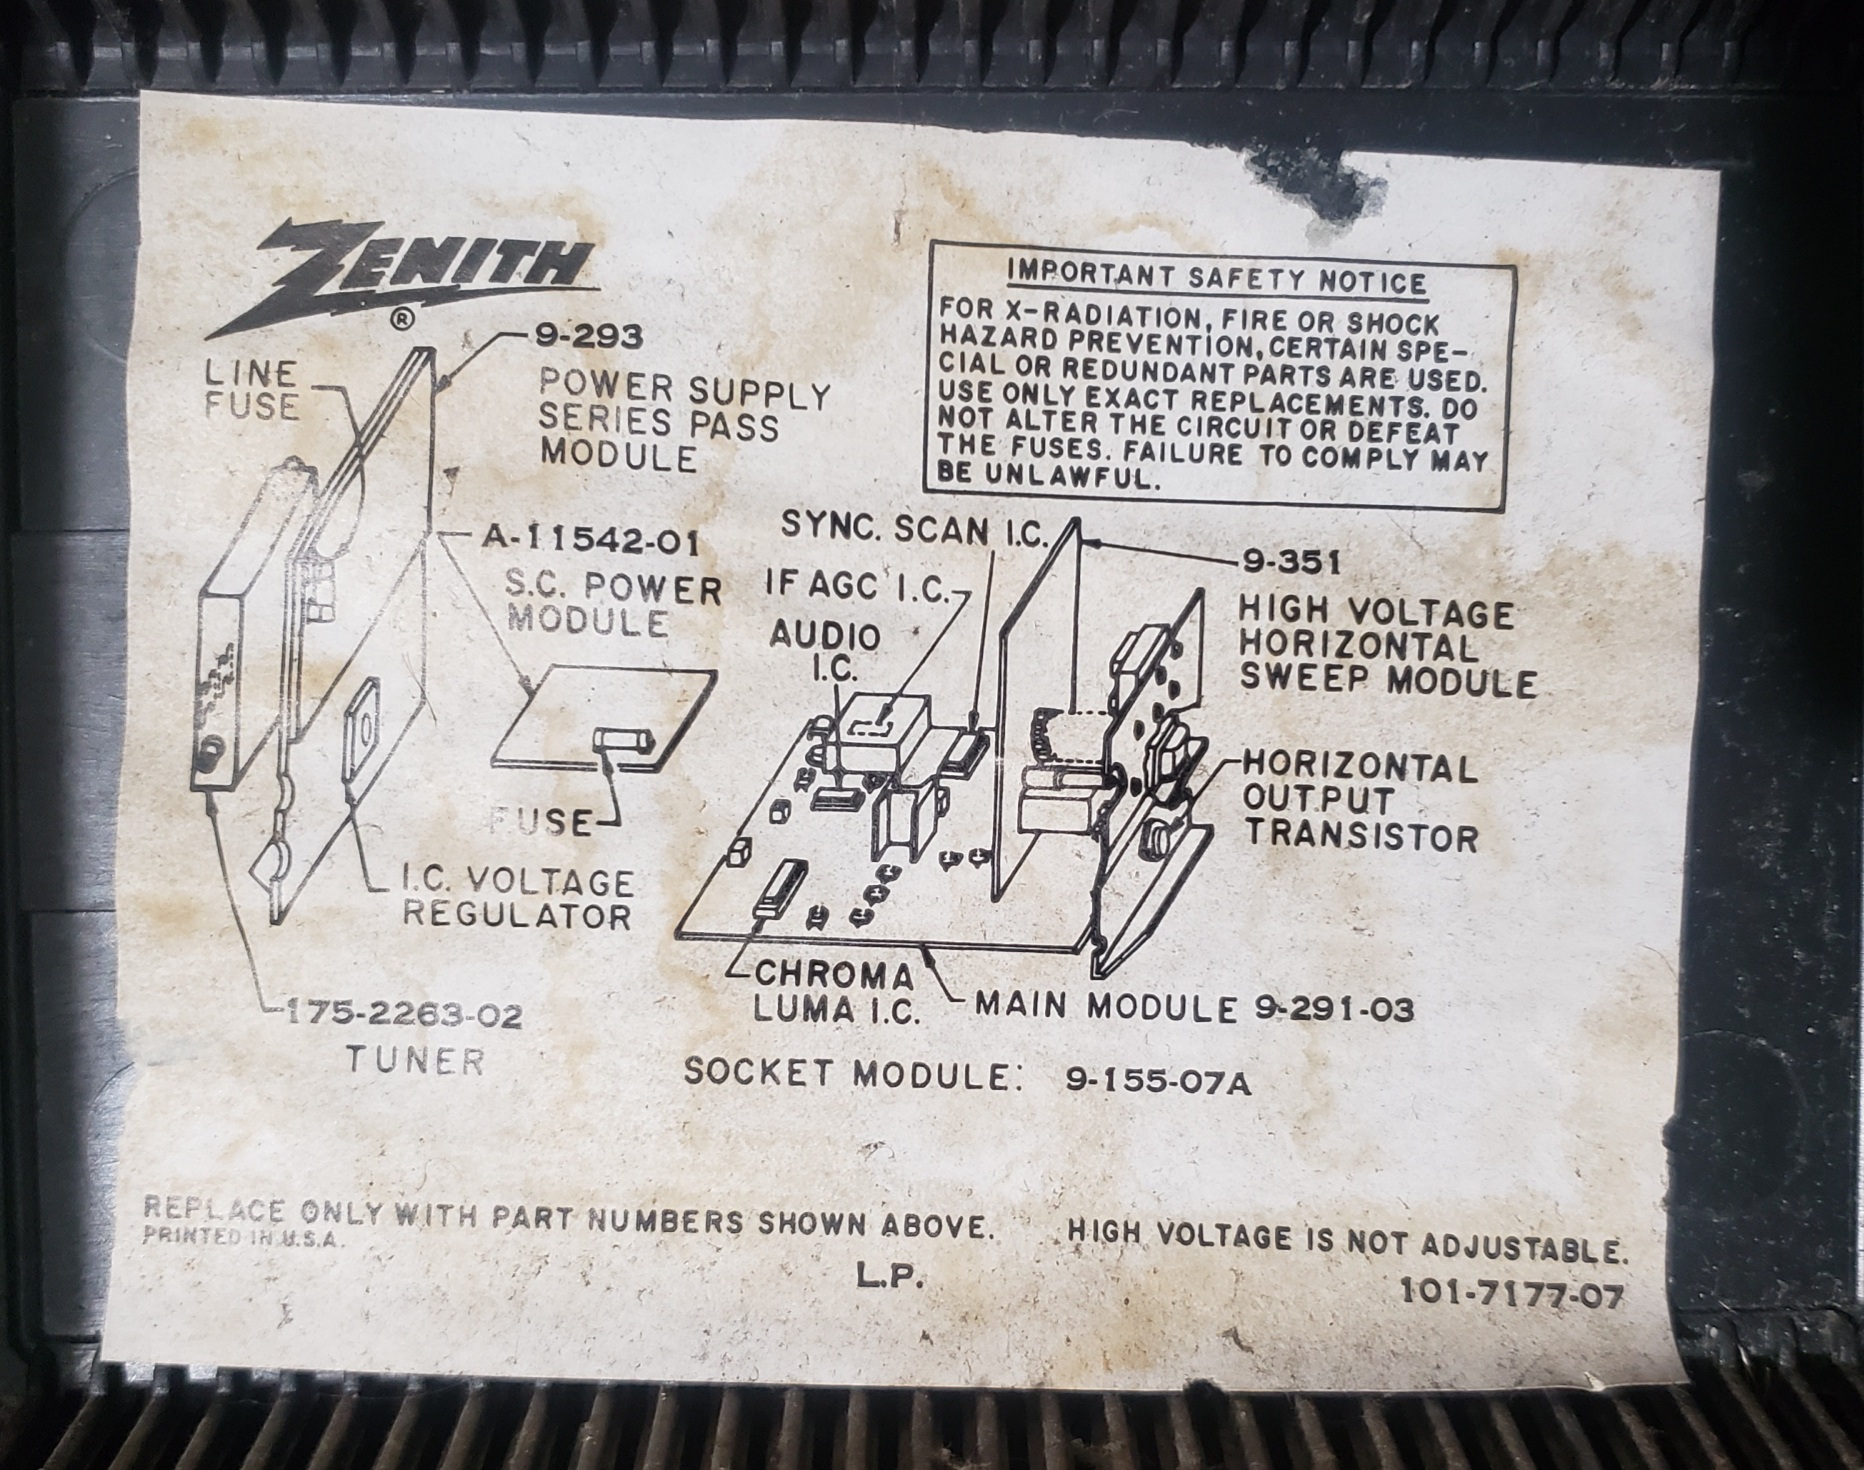 ZENITH
®
9-293
POWER SUPPLY
SERIES PASS
MODULE
LINE
FUSE
A-11542-01
S.C. POWER
MODULE
FUSE
I.C. VOLTAGE
REGULATOR
175-2263-02
TUNER
IMPORTANT SAFETY NOTICE
FOR X-RADIATION, FIRE OR SHOCK
HAZARD PREVENTION, CERTAIN SPE-
CIAL OR REDUNDANT PARTS ARE USED.
USE ONLY EXACT REPLACEMENTS. DO
NOT ALTER THE CIRCUIT OR DEFEAT
THE FUSES. FAILURE TO COMPLY MAY
BE UNLAWFUL.
SYNC. SCAN I.C.
IF AGC I.C.
AUDIO
I.C.
9-351
HIGH VOLTAGE
HORIZONTAL
SWEEP MODULE
HORIZONTAL
OUTPUT
TRANSISTOR
CHROMA
LUMA I.C.
MAIN MODULE 9-291-03
SOCKET MODULE: 9-155-07A
REPLACE ONLY WITH PART NUMBERS SHOWN ABOVE. HIGH VOLTAGE IS NOT ADJUSTABLE.
PRINTED IN U.S.A.
L.P.
101-7177-07